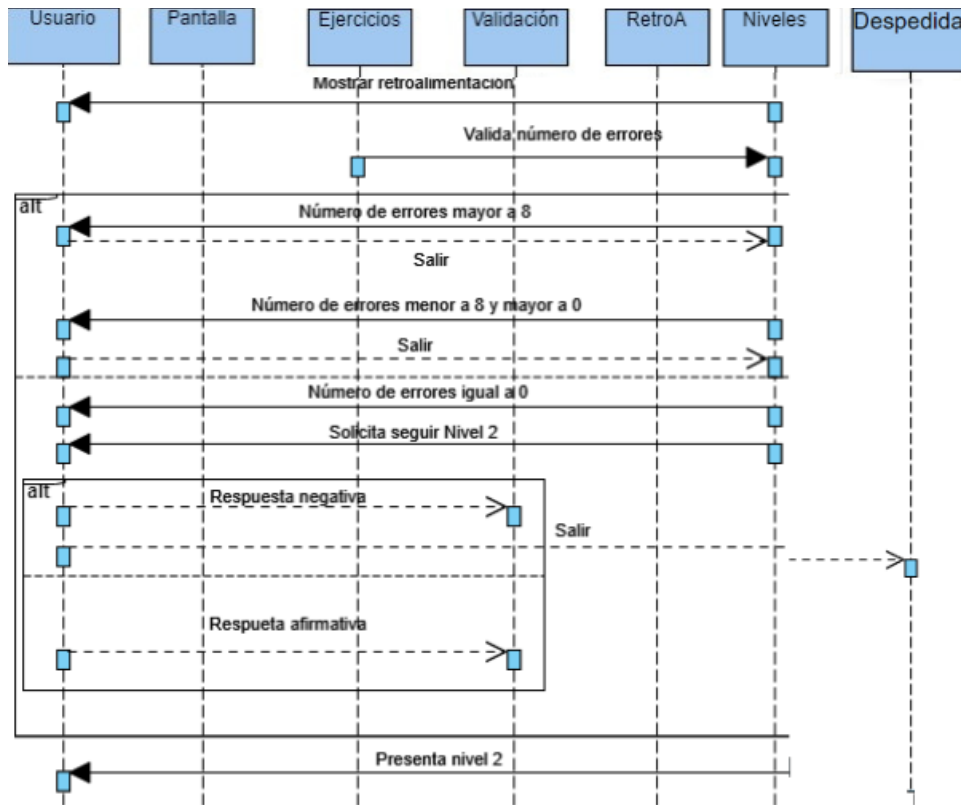 Usuario
Pantalla
Ejercicios
Validación
RetroA
Niveles
Despedida
Mostrar retroalimentación
Valida número de errores
alt
Número de errores mayor a 8
Salir
Número de errores menor a 8 y mayor a 0
Salir
Número de errores igual a 0
Solicita seguir Nivel 2
alt
Respuesta negativa
Salir
Respueta afirmativa
Presenta nivel 2